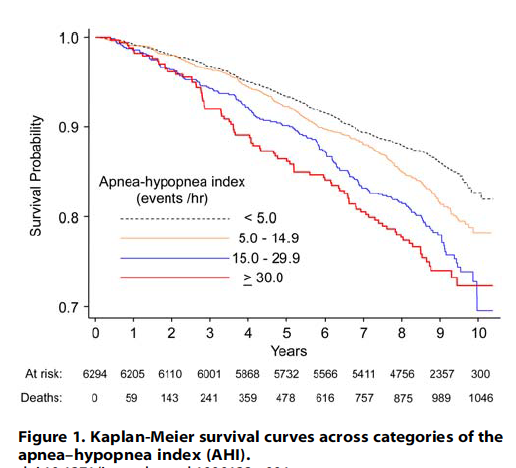 1.0
0.9
0.8
0.7
Survival Probability
Apnea-hypopnea index
(events /hr)
< 5.0
5.0 - 14.9
15.0 - 29.9
≥ 30.0
0 1 2 3 4 5 6 7 8 9 10
Years
At risk: 6294 6205 6110 6001 5868 5732 5566 5411 4756 2357 300
Deaths: 0 59 143 241 359 478 616 757 875 989 1046
Figure 1. Kaplan-Meier survival curves across categories of the
apnea–hypopnea index (AHI).